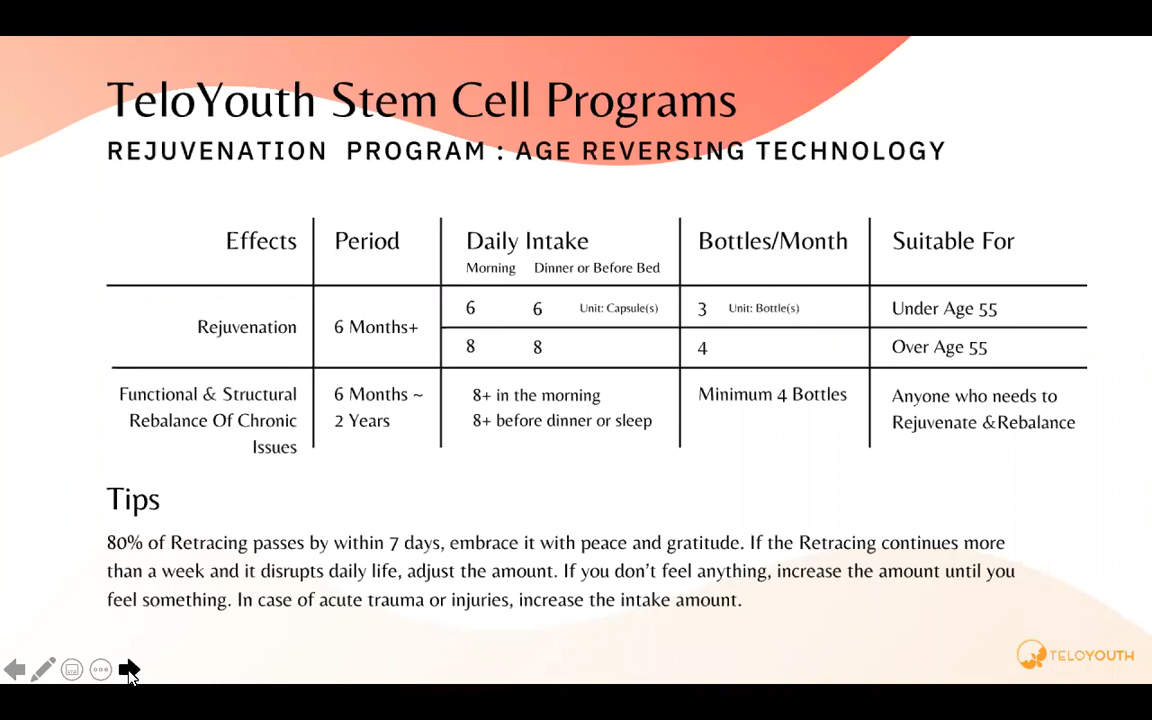 TeloYouth Stem Cell Programs
REJUVENATION PROGRAM : AGE REVERSING TECHNOLOGY
Effects Period Daily Intake Bottles/Month Suitable For
Morning Dinner or Before Bed
Rejuvenation 6 Months+
6 6 Unit: Capsule(s) 3 Unit: Bottle(s) Under Age 55
8 8 4 Over Age 55
Functional & Structural 6 Months ~ 8+ in the morning Minimum 4 Bottles Anyone who needs to
Rebalance Of Chronic 2 Years 8+ before dinner or sleep Rejuvenate &Rebalance
Issues
Tips
80% of Retracing passes by within 7 days, embrace it with peace and gratitude. If the Retracing continues more
than a week and it disrupts daily life, adjust the amount. If you don't feel anything, increase the amount until you
feel something. In case of acute trauma or injuries, increase the intake amount.
TELOYOUTH